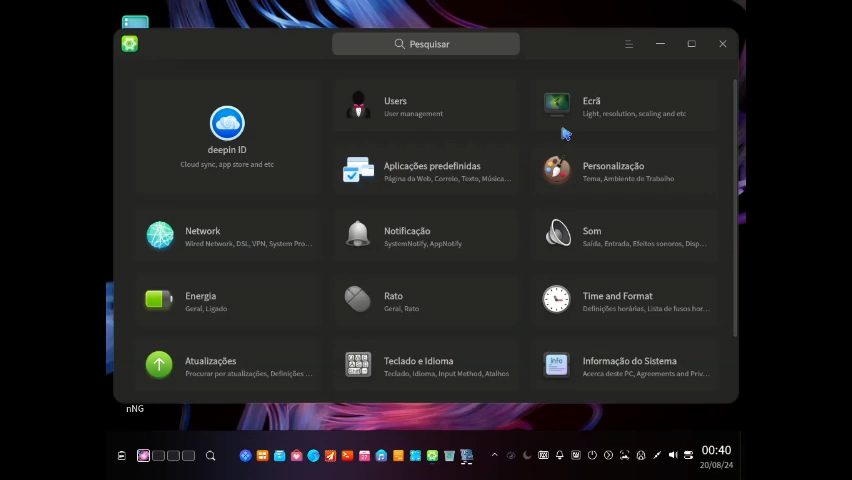 Pesquisar
deepin ID
Cloud sync, app store and etc
Users
User management
Ecrã
Light, resolution, scaling and etc
Aplicações predefinidas
Página da Web, Correio, Texto, Música...
Personalização
Tema, Ambiente de Trabalho
Network
Wired Network, DSL, VPN, System Pro...
Notificação
SystemNotify, AppNotify
Som
Saída, Entrada, Efeitos sonoros, Disp...
Energia
Geral, Ligado
Rato
Geral, Rato
Time and Format
Definições horárias, Lista de fusos hor...
Atualizações
Procurar por atualizações, Definições ...
Teclado e Idioma
Teclado, Idioma, Input Method, Atalhos
Info
Informação do Sistema
Acerca deste PC, Agreements and Priv...
nNG
00:40
20/08/24